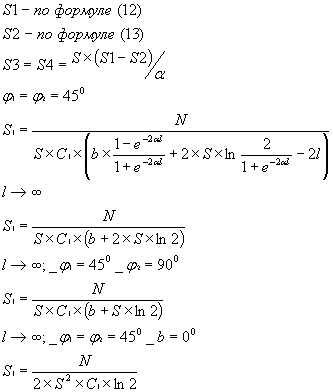 S1 − по формуле (12)
S2 − по формуле (13)
S3 = S4 = S×(S1 − S2)/α
φ₁ = φ₂ = 45⁰
S₁ = N / (S×C₁×(b×(1−e^(−2αl))/(1+e^(−2αl)) + 2×S×ln 2/(1+e^(−2αl)) − 2l))
l → ∞
S₁ = N / (S×C₁×(b + 2×S×ln 2))
l → ∞; _φ₁ = 45⁰ _φ₂ = 90⁰
S₁ = N / (S×C₁×(b + S×ln 2))
l → ∞; _φ₁ = φ₂ = 45⁰ _b = 0⁰
S₁ = N / (2×S²×C₁×ln 2)